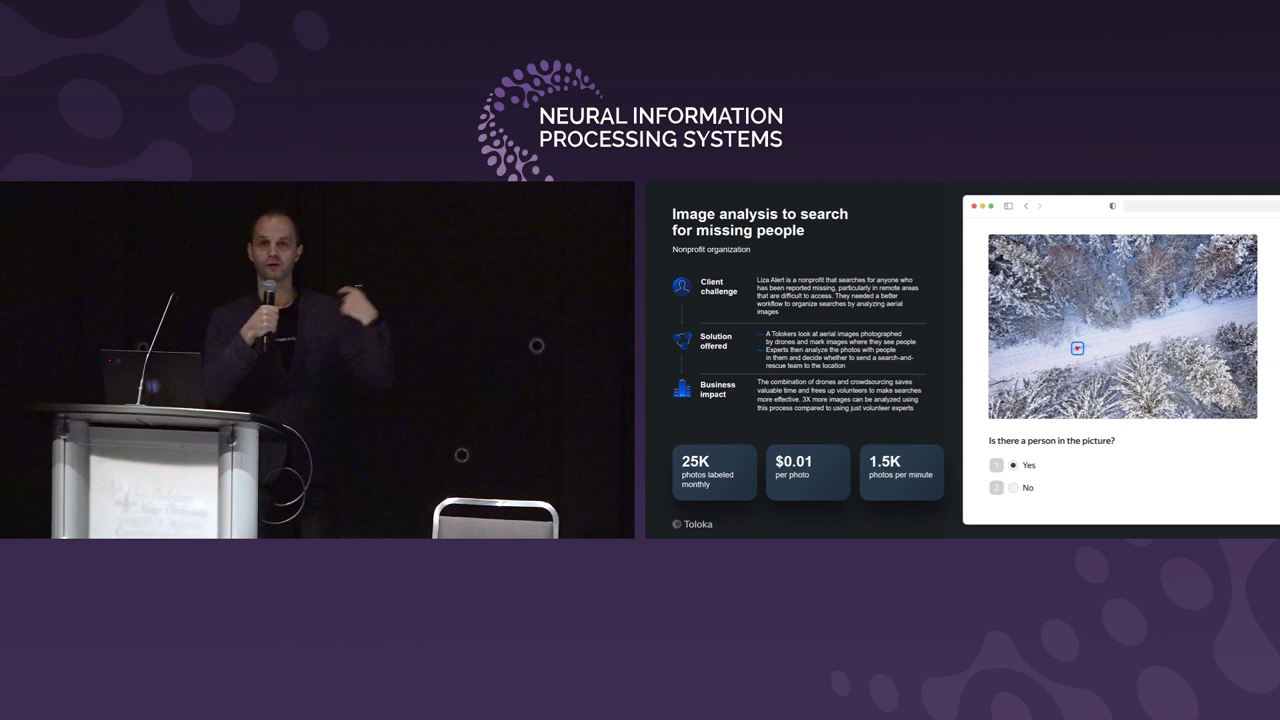 NEURAL INFORMATION
PROCESSING SYSTEMS
Image analysis to search
for missing people
Nonprofit organization
Client
challenge
Liza Alert is a nonprofit that searches for anyone who
has been reported missing, particularly in remote areas
that are difficult to access. They needed a better
workflow to organize searches by analyzing aerial
images
Solution
offered
— A Tolokers look at aerial images photographed
by drones and mark images where they see people
— Experts then analyze the photos with people
in them and decide whether to send a search-and-
rescue team to the location
Business
impact
The combination of drones and crowdsourcing saves
valuable time and frees up volunteers to make searches
more effective. 3X more images can be analyzed using
this process compared to using just volunteer experts
25K
photos labeled
monthly
$0.01
per photo
1.5K
photos per minute
Toloka
Is there a person in the picture?
1 Yes
2 No